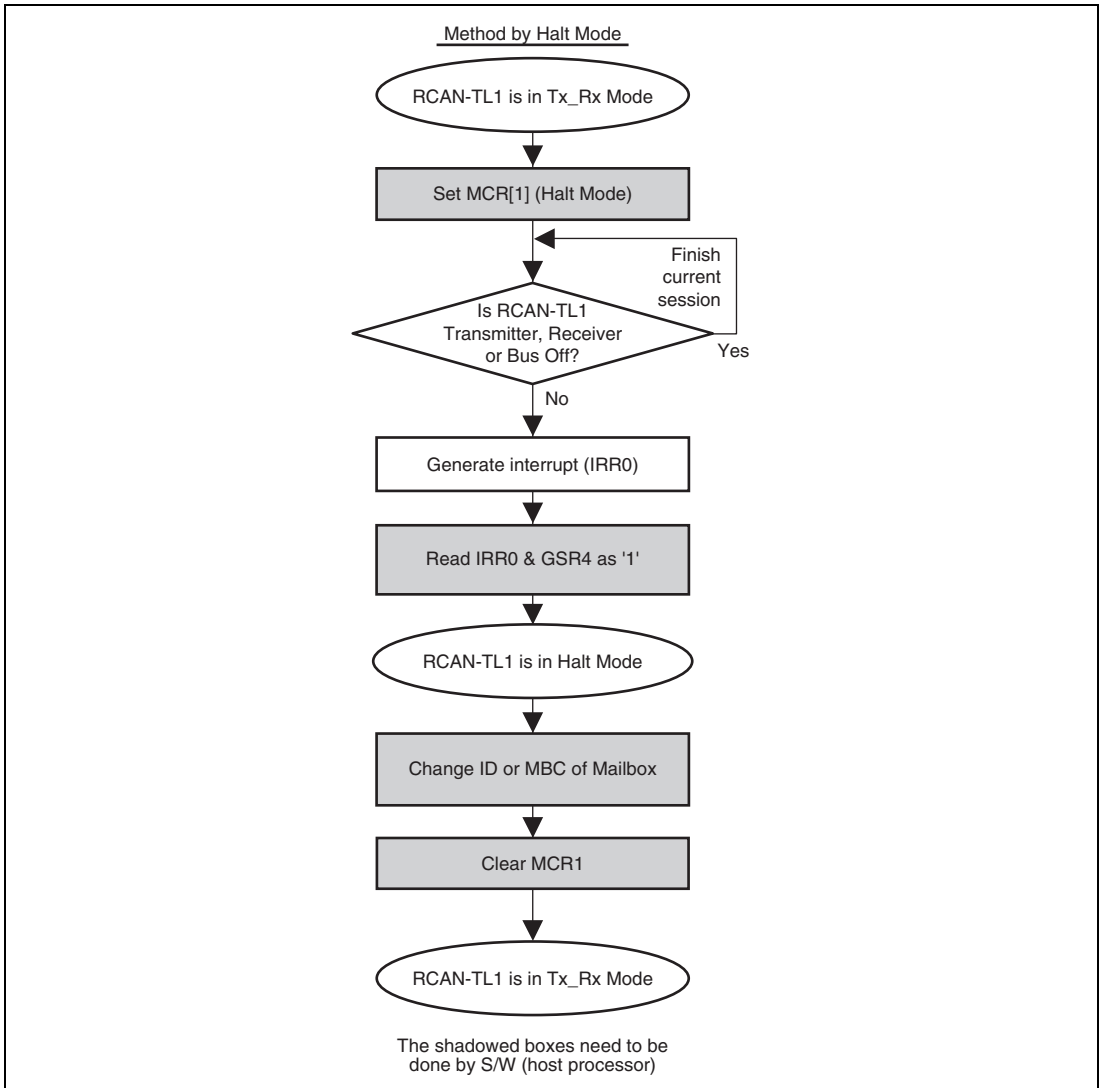 Method by Halt Mode
RCAN-TL1 is in Tx_Rx Mode
Set MCR[1] (Halt Mode)
Finish
current
session
Is RCAN-TL1
Transmitter, Receiver
or Bus Off?
Yes
No
Generate interrupt (IRR0)
Read IRR0 & GSR4 as '1'
RCAN-TL1 is in Halt Mode
Change ID or MBC of Mailbox
Clear MCR1
RCAN-TL1 is in Tx_Rx Mode
The shadowed boxes need to be
done by S/W (host processor)